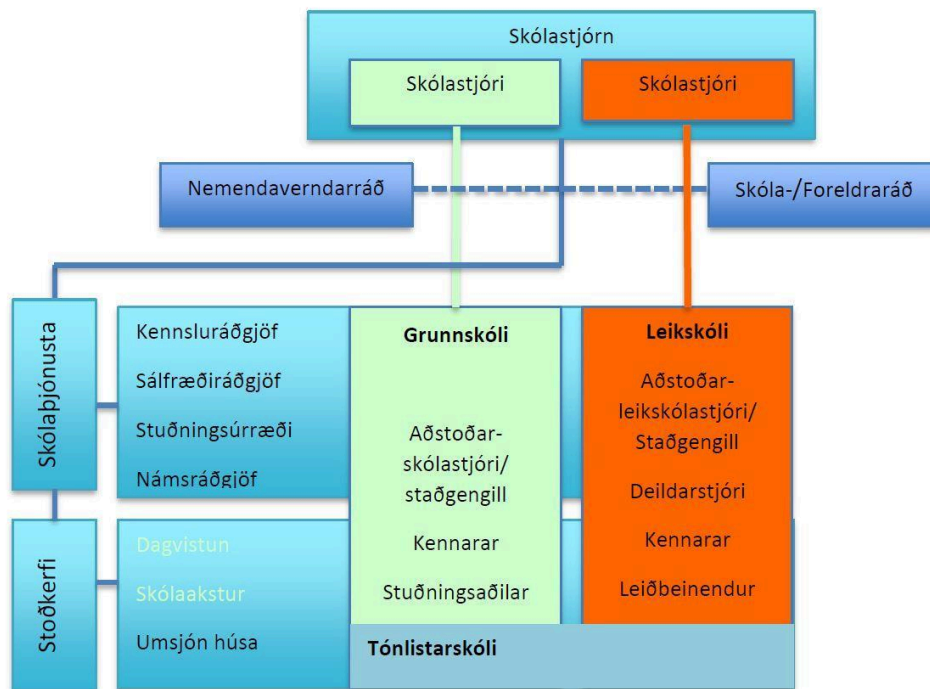 Skólastjórn
Skólastjóri
Skólastjóri
Nemendaverndarráð
Skóla-/Foreldraráð
Skólaþjónusta
Kennsluráðgjöf
Sálfræðiráðgjöf
Stuðningsúrræði
Námsráðgjöf
Grunnskóli
Aðstoðar-
skólastjóri/
staðgengill
Kennarar
Stuðningsaðilar
Leikskóli
Aðstoðar-
leikskólastjóri/
Staðgengill
Deildarstjóri
Kennarar
Leiðbeinendur
Stoðkerfi
Dagvistun
Skólaakstur
Umsjón húsa
Tónlistarskóli